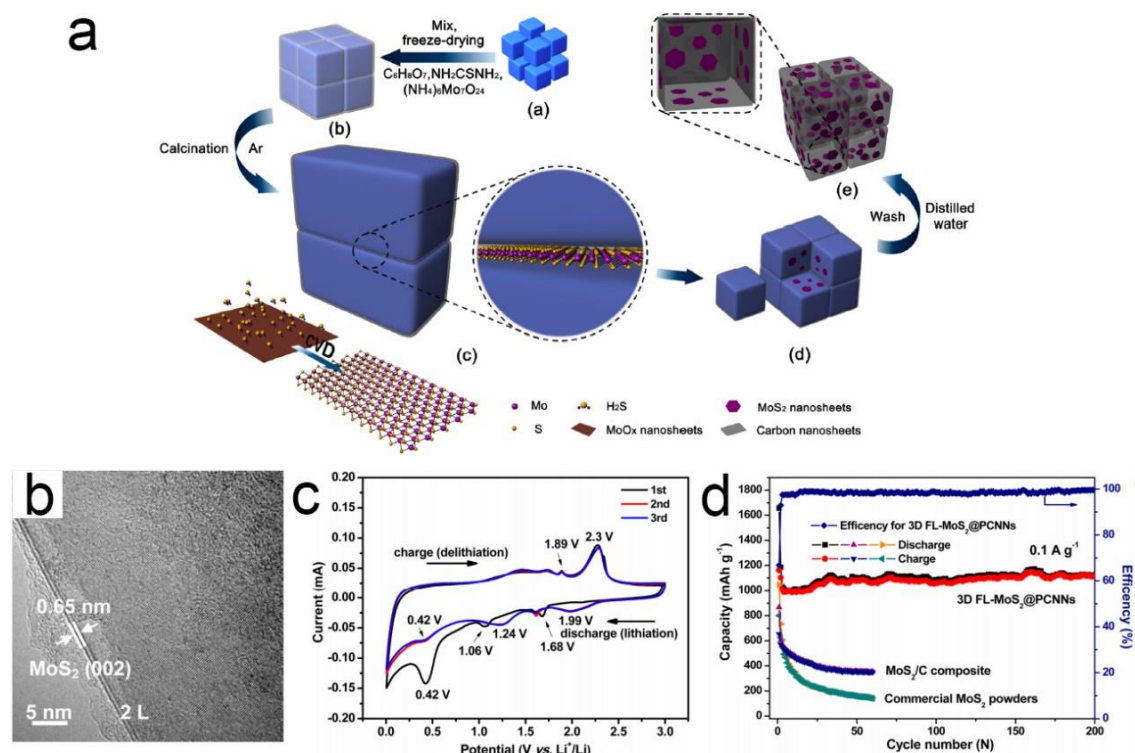 a
Mix,
freeze-drying
C6H8O7,NH2CSNH2,
(NH4)6Mo7O24
(a)
(b)
(e)
Calcination
Ar
Wash
Distilled
water
CVD
(c)
(d)
Mo
H2S
MoS2 nanosheets
S
MoOx nanosheets
Carbon nanosheets
b
0.65 nm
MoS2 (002)
5 nm
2 L
c
0.20
0.15
0.10
0.05
0.00
-0.05
-0.10
-0.15
-0.20
Current (mA)
1st
2nd
3rd
2.3 V
1.89 V
charge (delithiation)
0.42 V
1.06 V
1.24 V
1.99 V
1.68 V
discharge (lithiation)
0.42 V
0.0 0.5 1.0 1.5 2.0 2.5 3.0
Potential (V vs. Li+/Li)
d
1800
1600
1400
1200
1000
800
600
400
200
0
Capacity (mAh g-1)
Efficency for 3D FL-MoS2@PCNNs
Discharge
Charge
0.1 A g-1
3D FL-MoS2@PCNNs
MoS2/C composite
Commercial MoS2 powders
100
80
60
40
20
0
Efficency (%)
0 50 100 150 200
Cycle number (N)